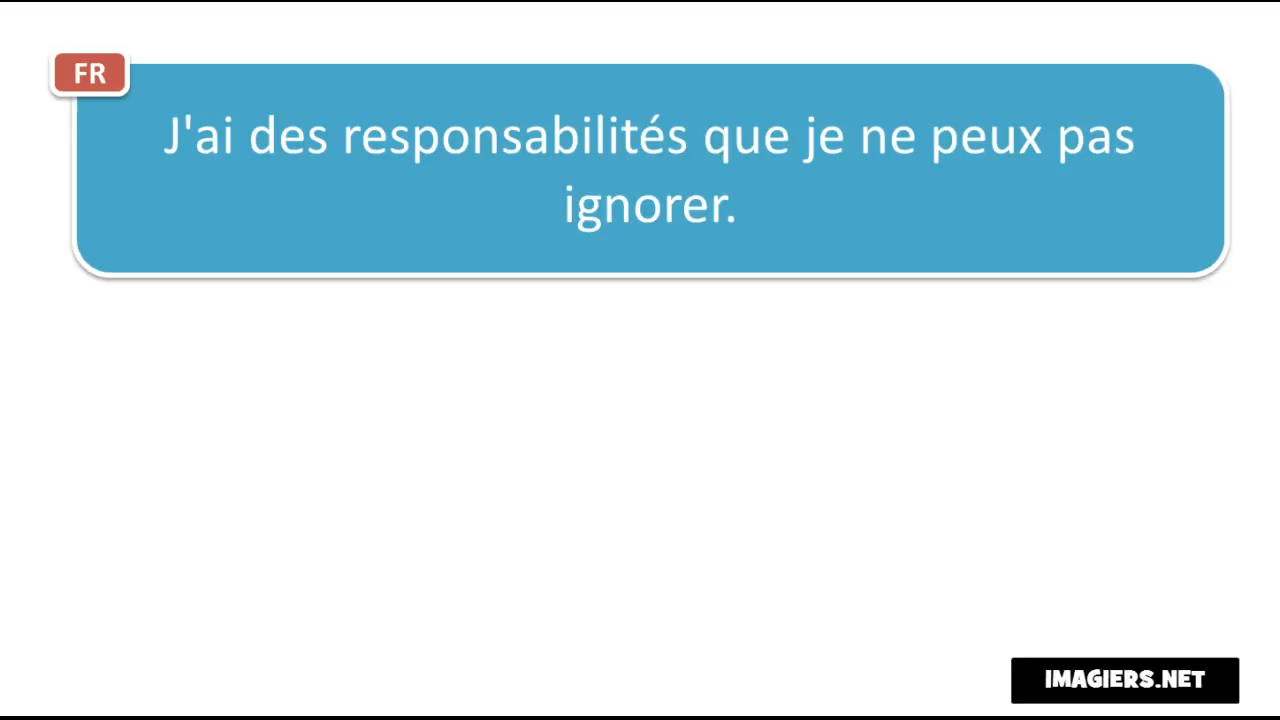 FR
J'ai des responsabilités que je ne peux pas
ignorer.
IMAGIERS.NET